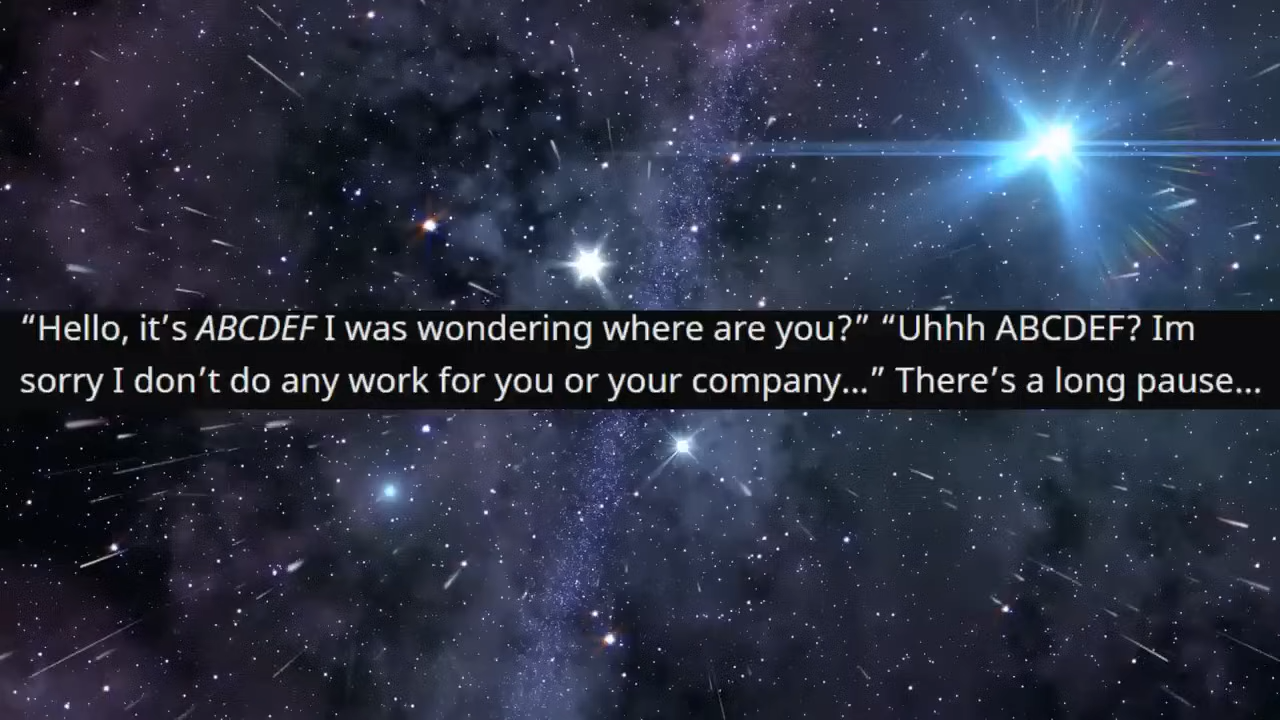 “Hello, it’s ABCDEF I was wondering where are you?” “Uhhh ABCDEF? Im
sorry I don’t do any work for you or your company...” There’s a long pause...